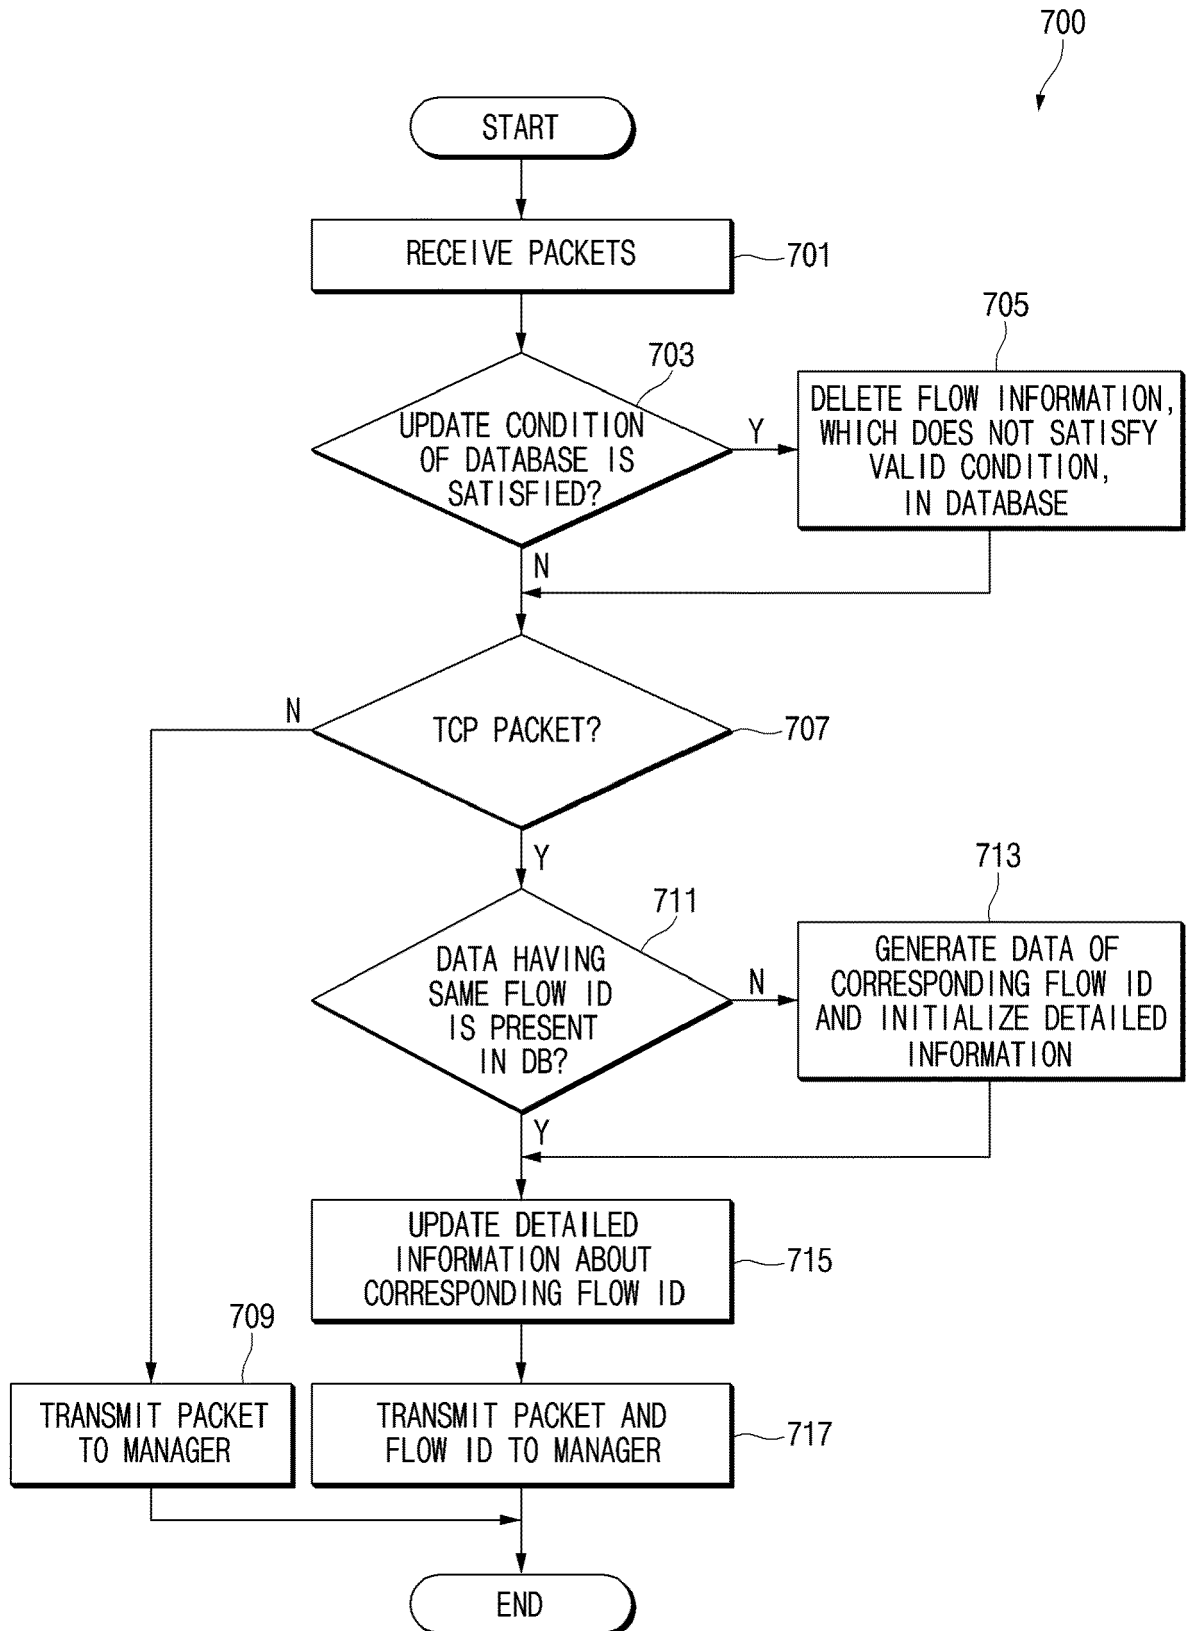 700
START
RECEIVE PACKETS
701
703
705
UPDATE CONDITION
OF DATABASE IS
SATISFIED?
Y
DELETE FLOW INFORMATION,
WHICH DOES NOT SATISFY
VALID CONDITION,
IN DATABASE
N
N
TCP PACKET?
707
Y
711
713
DATA HAVING
SAME FLOW ID
IS PRESENT
IN DB?
N
GENERATE DATA OF
CORRESPONDING FLOW ID
AND INITIALIZE DETAILED
INFORMATION
Y
UPDATE DETAILED
INFORMATION ABOUT
CORRESPONDING FLOW ID
715
709
TRANSMIT PACKET
TO MANAGER
TRANSMIT PACKET AND
FLOW ID TO MANAGER
717
END